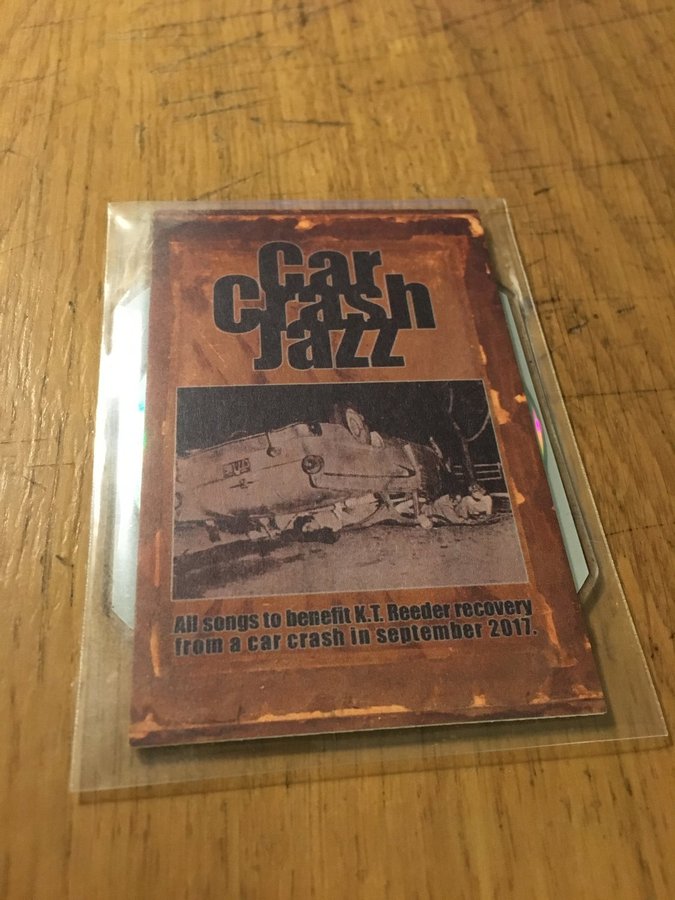 Car
Crash
Jazz
All songs to benefit K.T. Reeder recovery
from a car crash in september 2017.